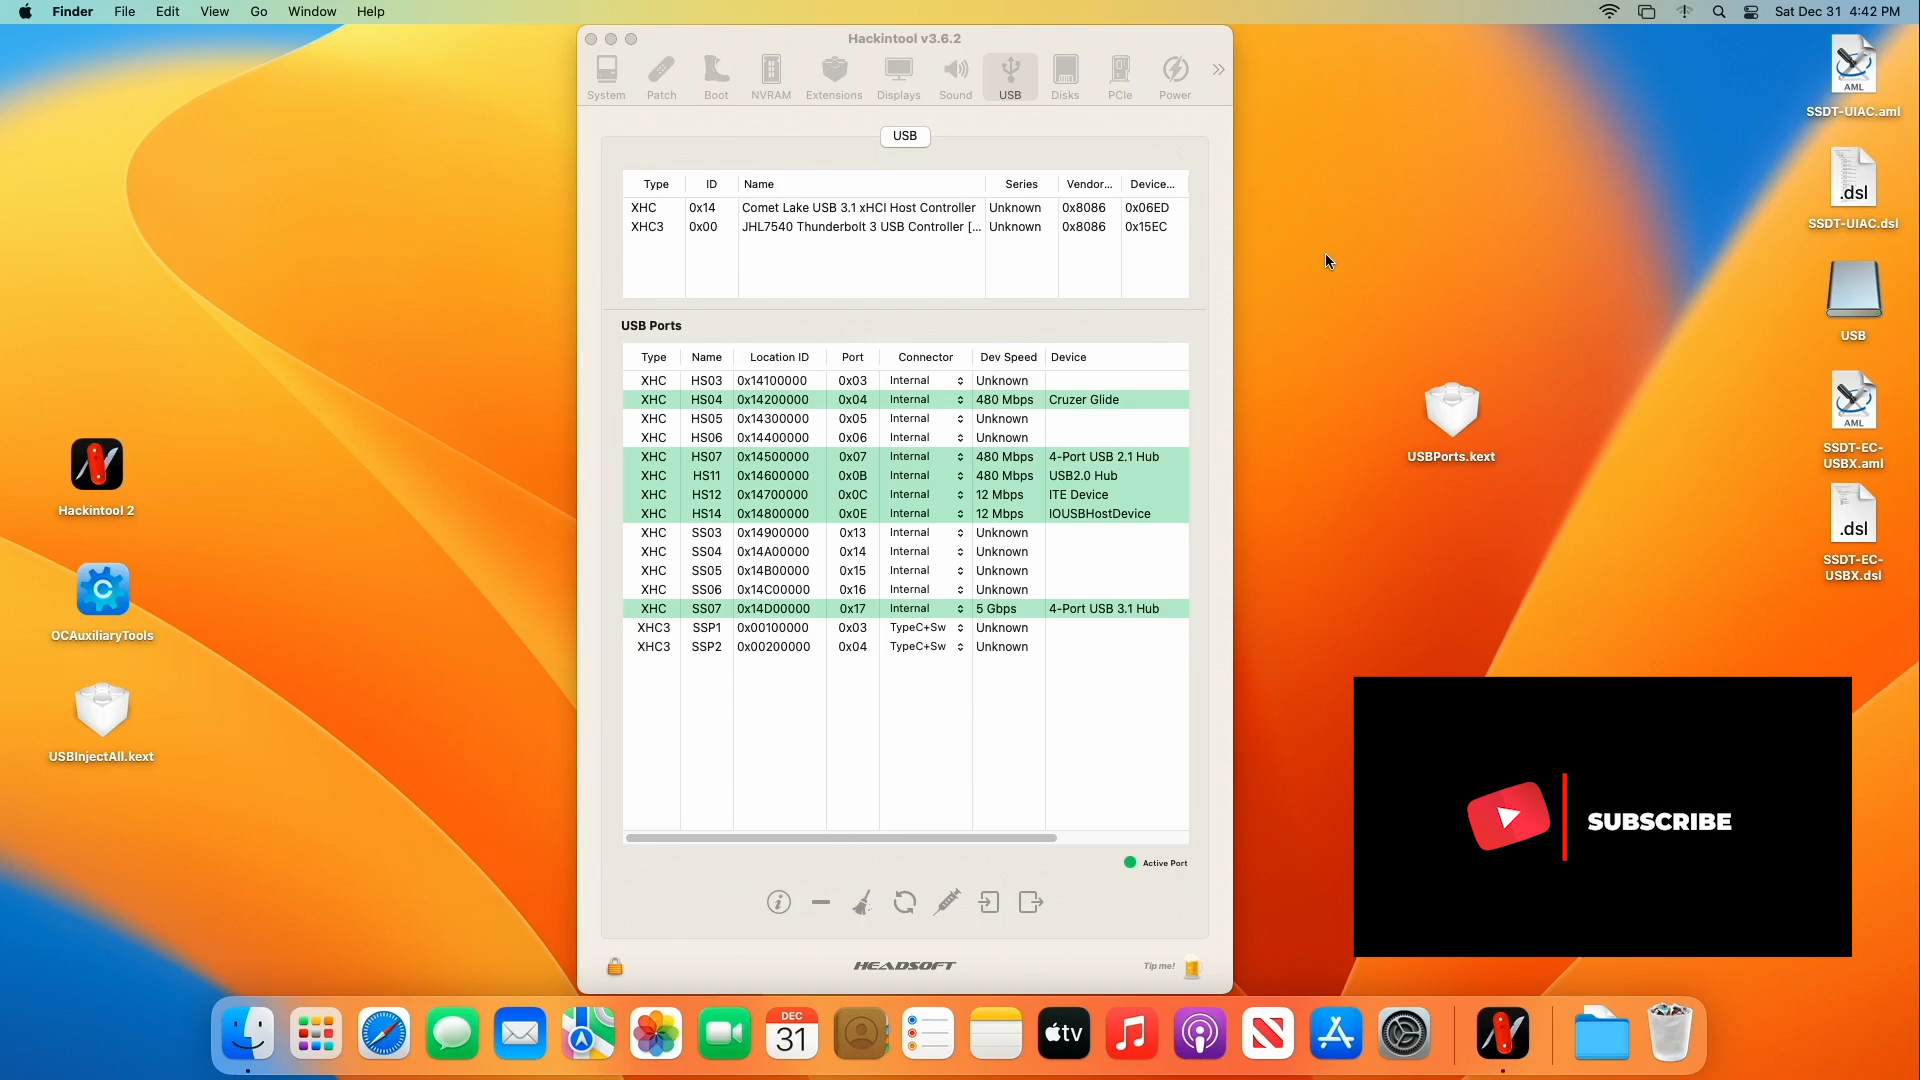 Finder File Edit View Go Window Help
Sat Dec 31 4:42 PM
Hackintool v3.6.2
System Patch Boot NVRAM Extensions Displays Sound USB Disks PCIe Power
USB
Type ID Name Series Vendor... Device...
XHC 0x14 Comet Lake USB 3.1 xHCI Host Controller Unknown 0x8086 0x06ED
XHC3 0x00 JHL7540 Thunderbolt 3 USB Controller [... Unknown 0x8086 0x15EC
USB Ports
Type Name Location ID Port Connector Dev Speed Device
XHC HS03 0x14100000 0x03 Internal Unknown
XHC HS04 0x14200000 0x04 Internal 480 Mbps Cruzer Glide
XHC HS05 0x14300000 0x05 Internal Unknown
XHC HS06 0x14400000 0x06 Internal Unknown
XHC HS07 0x14500000 0x07 Internal 480 Mbps 4-Port USB 2.1 Hub
XHC HS11 0x14600000 0x0B Internal 480 Mbps USB2.0 Hub
XHC HS12 0x14700000 0x0C Internal 12 Mbps ITE Device
XHC HS14 0x14800000 0x0E Internal 12 Mbps IOUSBHostDevice
XHC SS03 0x14900000 0x13 Internal Unknown
XHC SS04 0x14A00000 0x14 Internal Unknown
XHC SS05 0x14B00000 0x15 Internal Unknown
XHC SS06 0x14C00000 0x16 Internal Unknown
XHC SS07 0x14D00000 0x17 Internal 5 Gbps 4-Port USB 3.1 Hub
XHC3 SSP1 0x00100000 0x03 TypeC+Sw Unknown
XHC3 SSP2 0x00200000 0x04 TypeC+Sw Unknown
Active Port
HEADSOFT
Tip me!
Hackintool 2
OCAuxiliaryTools
USBInjectAll.kext
USBPorts.kext
AML
SSDT-UIAC.aml
.dsl
SSDT-UIAC.dsl
USB
AML
SSDT-EC-
USBX.aml
.dsl
SSDT-EC-
USBX.dsl
SUBSCRIBE
DEC
31
tv